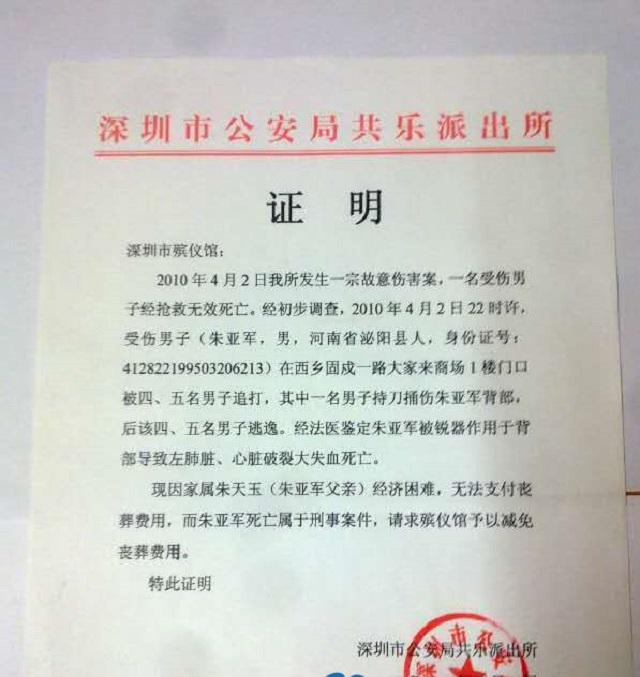 深圳市公安局共乐派出所
证 明
深圳市殡仪馆：
2010 年 4 月 2 日我所发生一宗故意伤害案，一名受伤男
子经抢救无效死亡。经初步调查，2010 年 4 月 2 日 22 时许，
受伤男子（朱亚军，男，河南省泌阳县人，身份证号：
412822199503206213）在西乡固戍一路大家来商场 1 楼门口
被四、五名男子追打，其中一名男子持刀捅伤朱亚军背部，
后该四、五名男子逃逸。经法医鉴定朱亚军被锐器作用于背
部导致左肺脏、心脏破裂大失血死亡。
现因家属朱天玉（朱亚军父亲）经济困难，无法支付丧
葬费用，而朱亚军死亡属于刑事案件，请求殡仪馆予以减免
丧葬费用。
特此证明
深圳市公安局共乐派出所